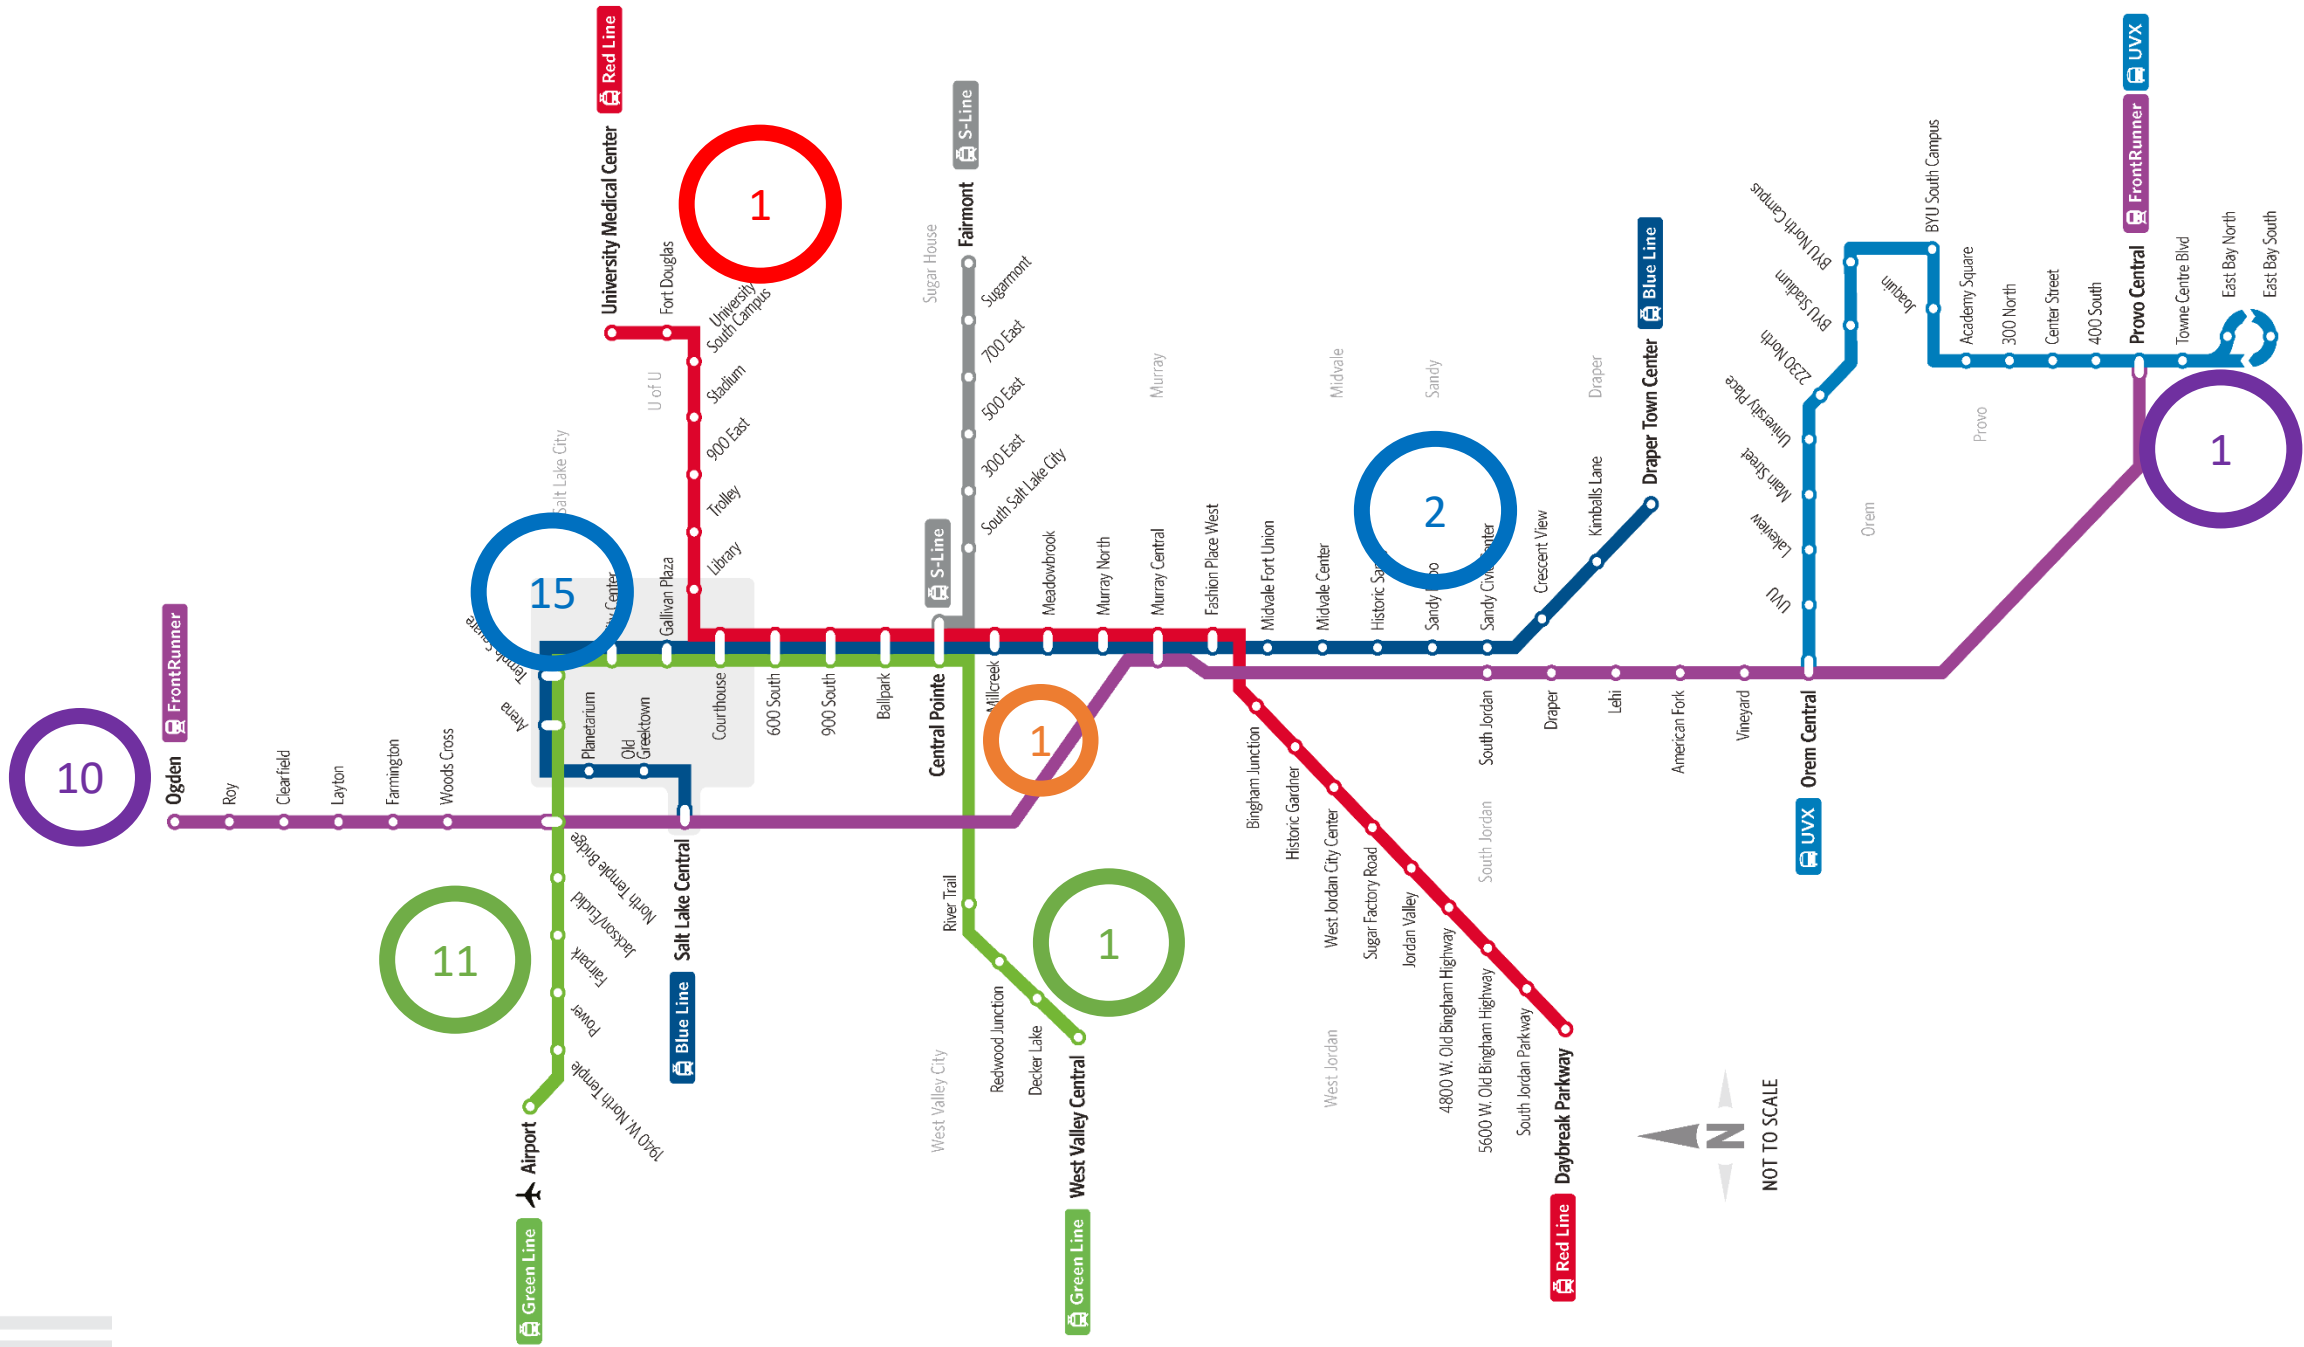 Red Line
University Medical Center
Fort Douglas
University
South Campus
Stadium
900 East
Trolley
Library
U of U
Salt Lake City
1
S-Line
Fairmont
Sugar House
Sugarmont
700 East
500 East
300 East
South Salt Lake City
S-Line
Murray
Midvale
Sandy
Draper
Blue Line
Draper Town Center
Kimballs Lane
Crescent View
2
UVX
FrontRunner
Provo Central
BYU South Campus
BYU North Campus
BYU Stadium
2230 North
University Place
Main Street
Lakeview
UVU
Joaquin
Academy Square
300 North
Center Street
400 South
Towne Centre Blvd
East Bay North
East Bay South
Provo
Orem
1
15
Center
Gallivan Plaza
Temple Square
Arena
Planetarium
Old
Greektown
Courthouse
600 South
900 South
Ballpark
Central Pointe
Millcreek
Meadowbrook
Murray North
Murray Central
Fashion Place West
Midvale Fort Union
Midvale Center
Historic
Sandy
Sandy Civic Center
1
FrontRunner
Ogden
10
Roy
Clearfield
Layton
Farmington
Woods Cross
North Temple Bridge
Jackson/Euclid
Fairpark
Power
1940 W. North Temple
11
Airport
Green Line
Salt Lake Central
Blue Line
River Trail
Redwood Junction
Decker Lake
West Valley Central
Green Line
West Valley City
1
Bingham Junction
Historic Gardner
West Jordan City Center
Sugar Factory Road
Jordan Valley
4800 W. Old Bingham Highway
5600 W. Old Bingham Highway
South Jordan Parkway
Daybreak Parkway
Red Line
West Jordan
South Jordan
South Jordan
Draper
Lehi
American Fork
Vineyard
Orem Central
UVX
N
NOT TO SCALE